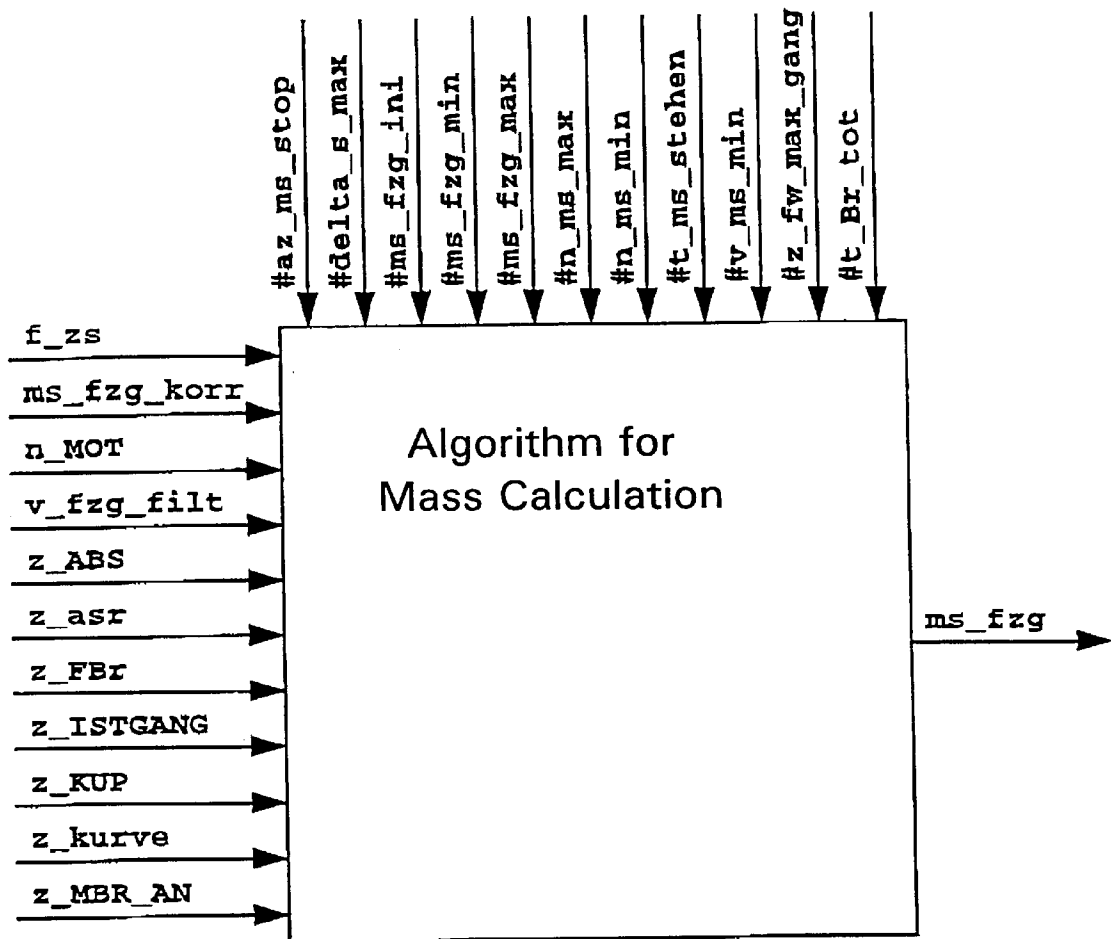 #az_ms_stop
#delta_s_max
#ms_fzg_ini
#ms_fzg_min
#ms_fzg_max
#n_ms_max
#n_ms_min
#t_ms_stehen
#v_ms_min
#z_fw_max_gang
#t_Br_tot
f_zs
ms_fzg_korr
n_MOT
v_fzg_filt
z_ABS
z_asr
z_FBr
z_ISTGANG
z_KUP
z_kurve
z_MBR_AN
Algorithm for
Mass Calculation
ms_fzg